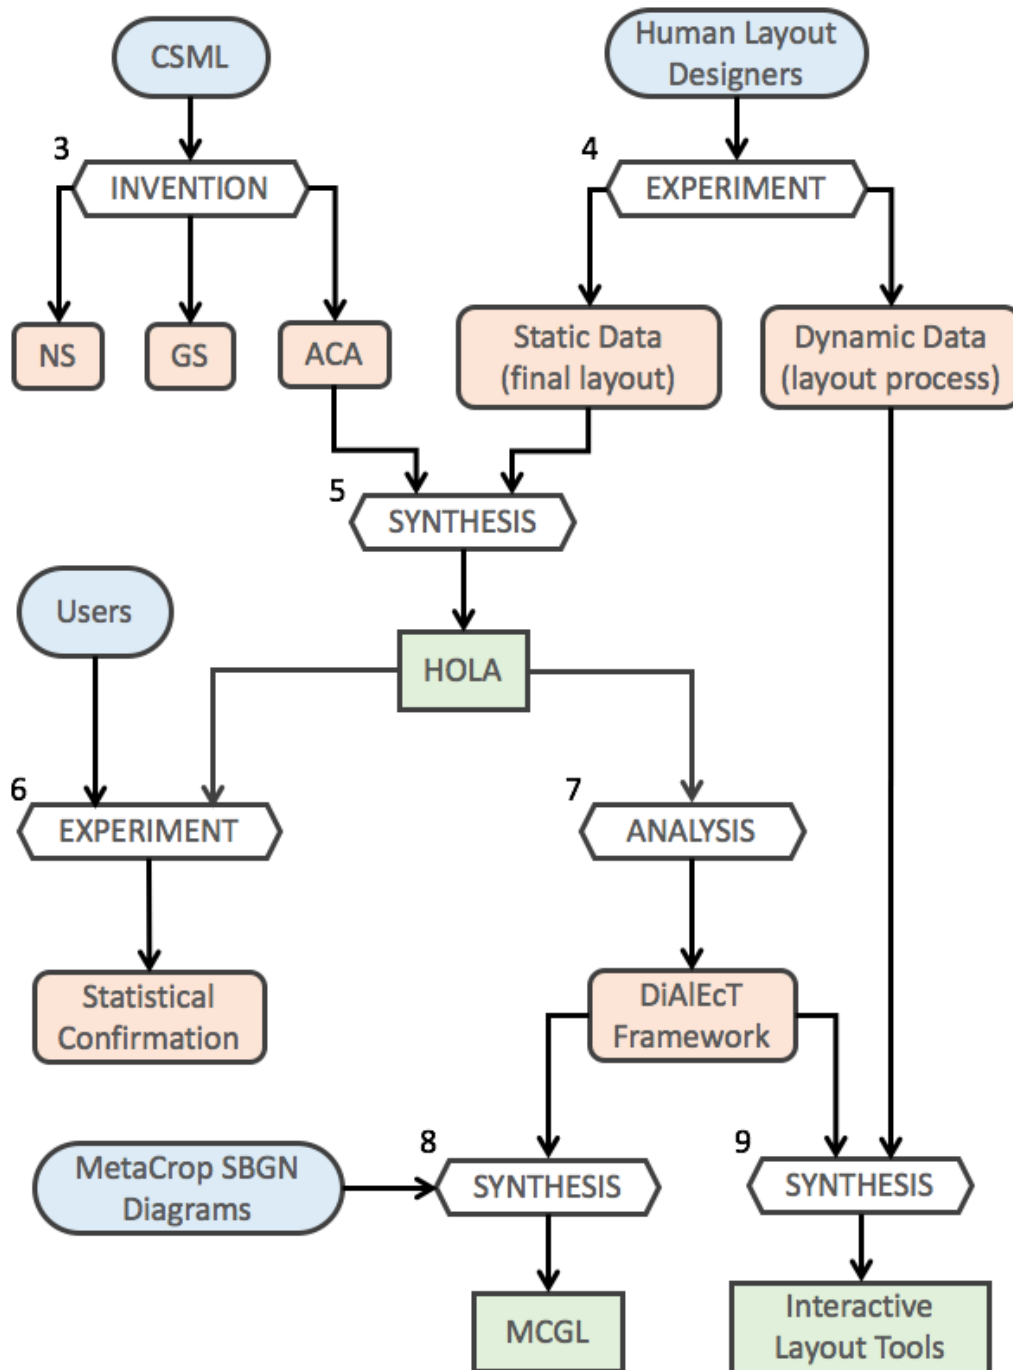 CSML
Human Layout
Designers
3
INVENTION
4
EXPERIMENT
NS
GS
ACA
Static Data
(final layout)
Dynamic Data
(layout process)
5
SYNTHESIS
Users
HOLA
6
EXPERIMENT
7
ANALYSIS
Statistical
Confirmation
DiAlEcT
Framework
MetaCrop SBGN
Diagrams
8
SYNTHESIS
9
SYNTHESIS
MCGL
Interactive
Layout Tools